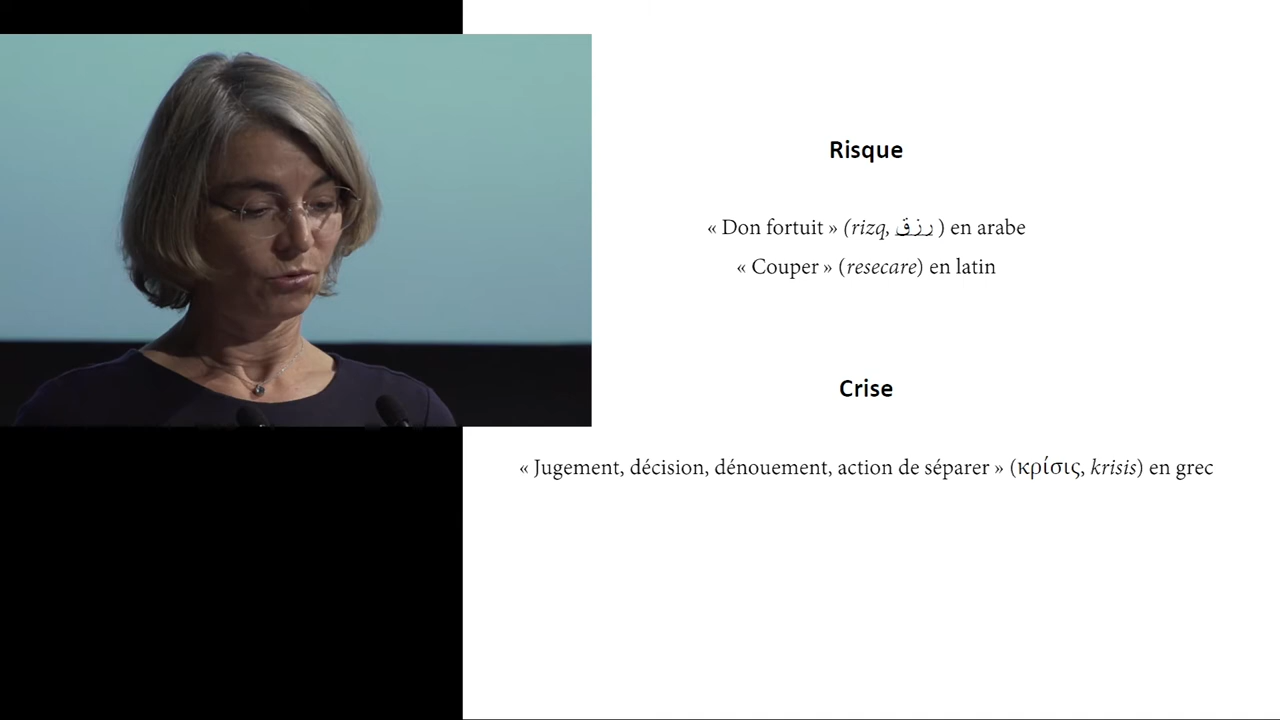 Risque
« Don fortuit » (rizq, رزق ) en arabe
« Couper » (resecare) en latin
Crise
« Jugement, décision, dénouement, action de séparer » (κρίσις, krisis) en grec